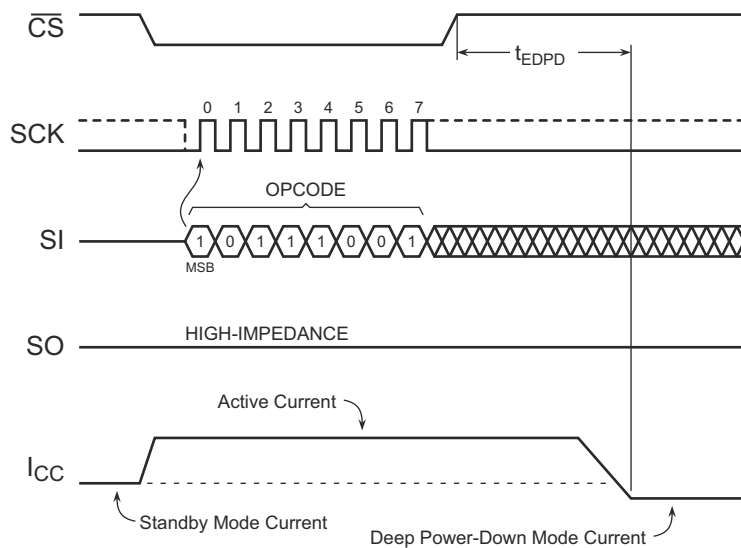 CS
tEDPD
0 1 2 3 4 5 6 7
SCK
OPCODE
SI
1 0 1 1 1 0 0 1
MSB
HIGH-IMPEDANCE
SO
Active Current
ICC
Standby Mode Current
Deep Power-Down Mode Current